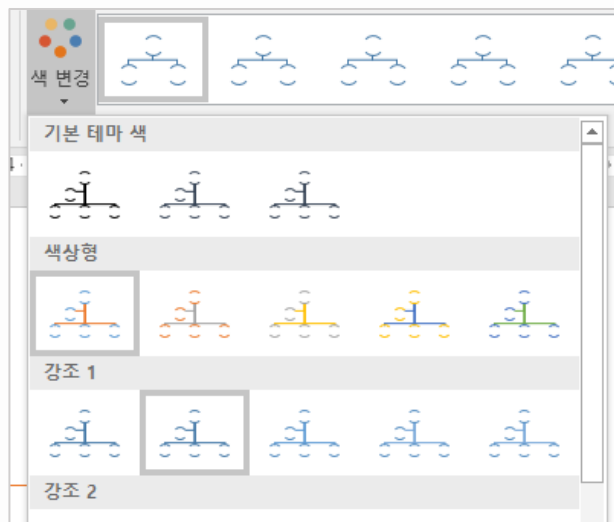 색 변경
기본 테마 색
색상형
강조 1
강조 2